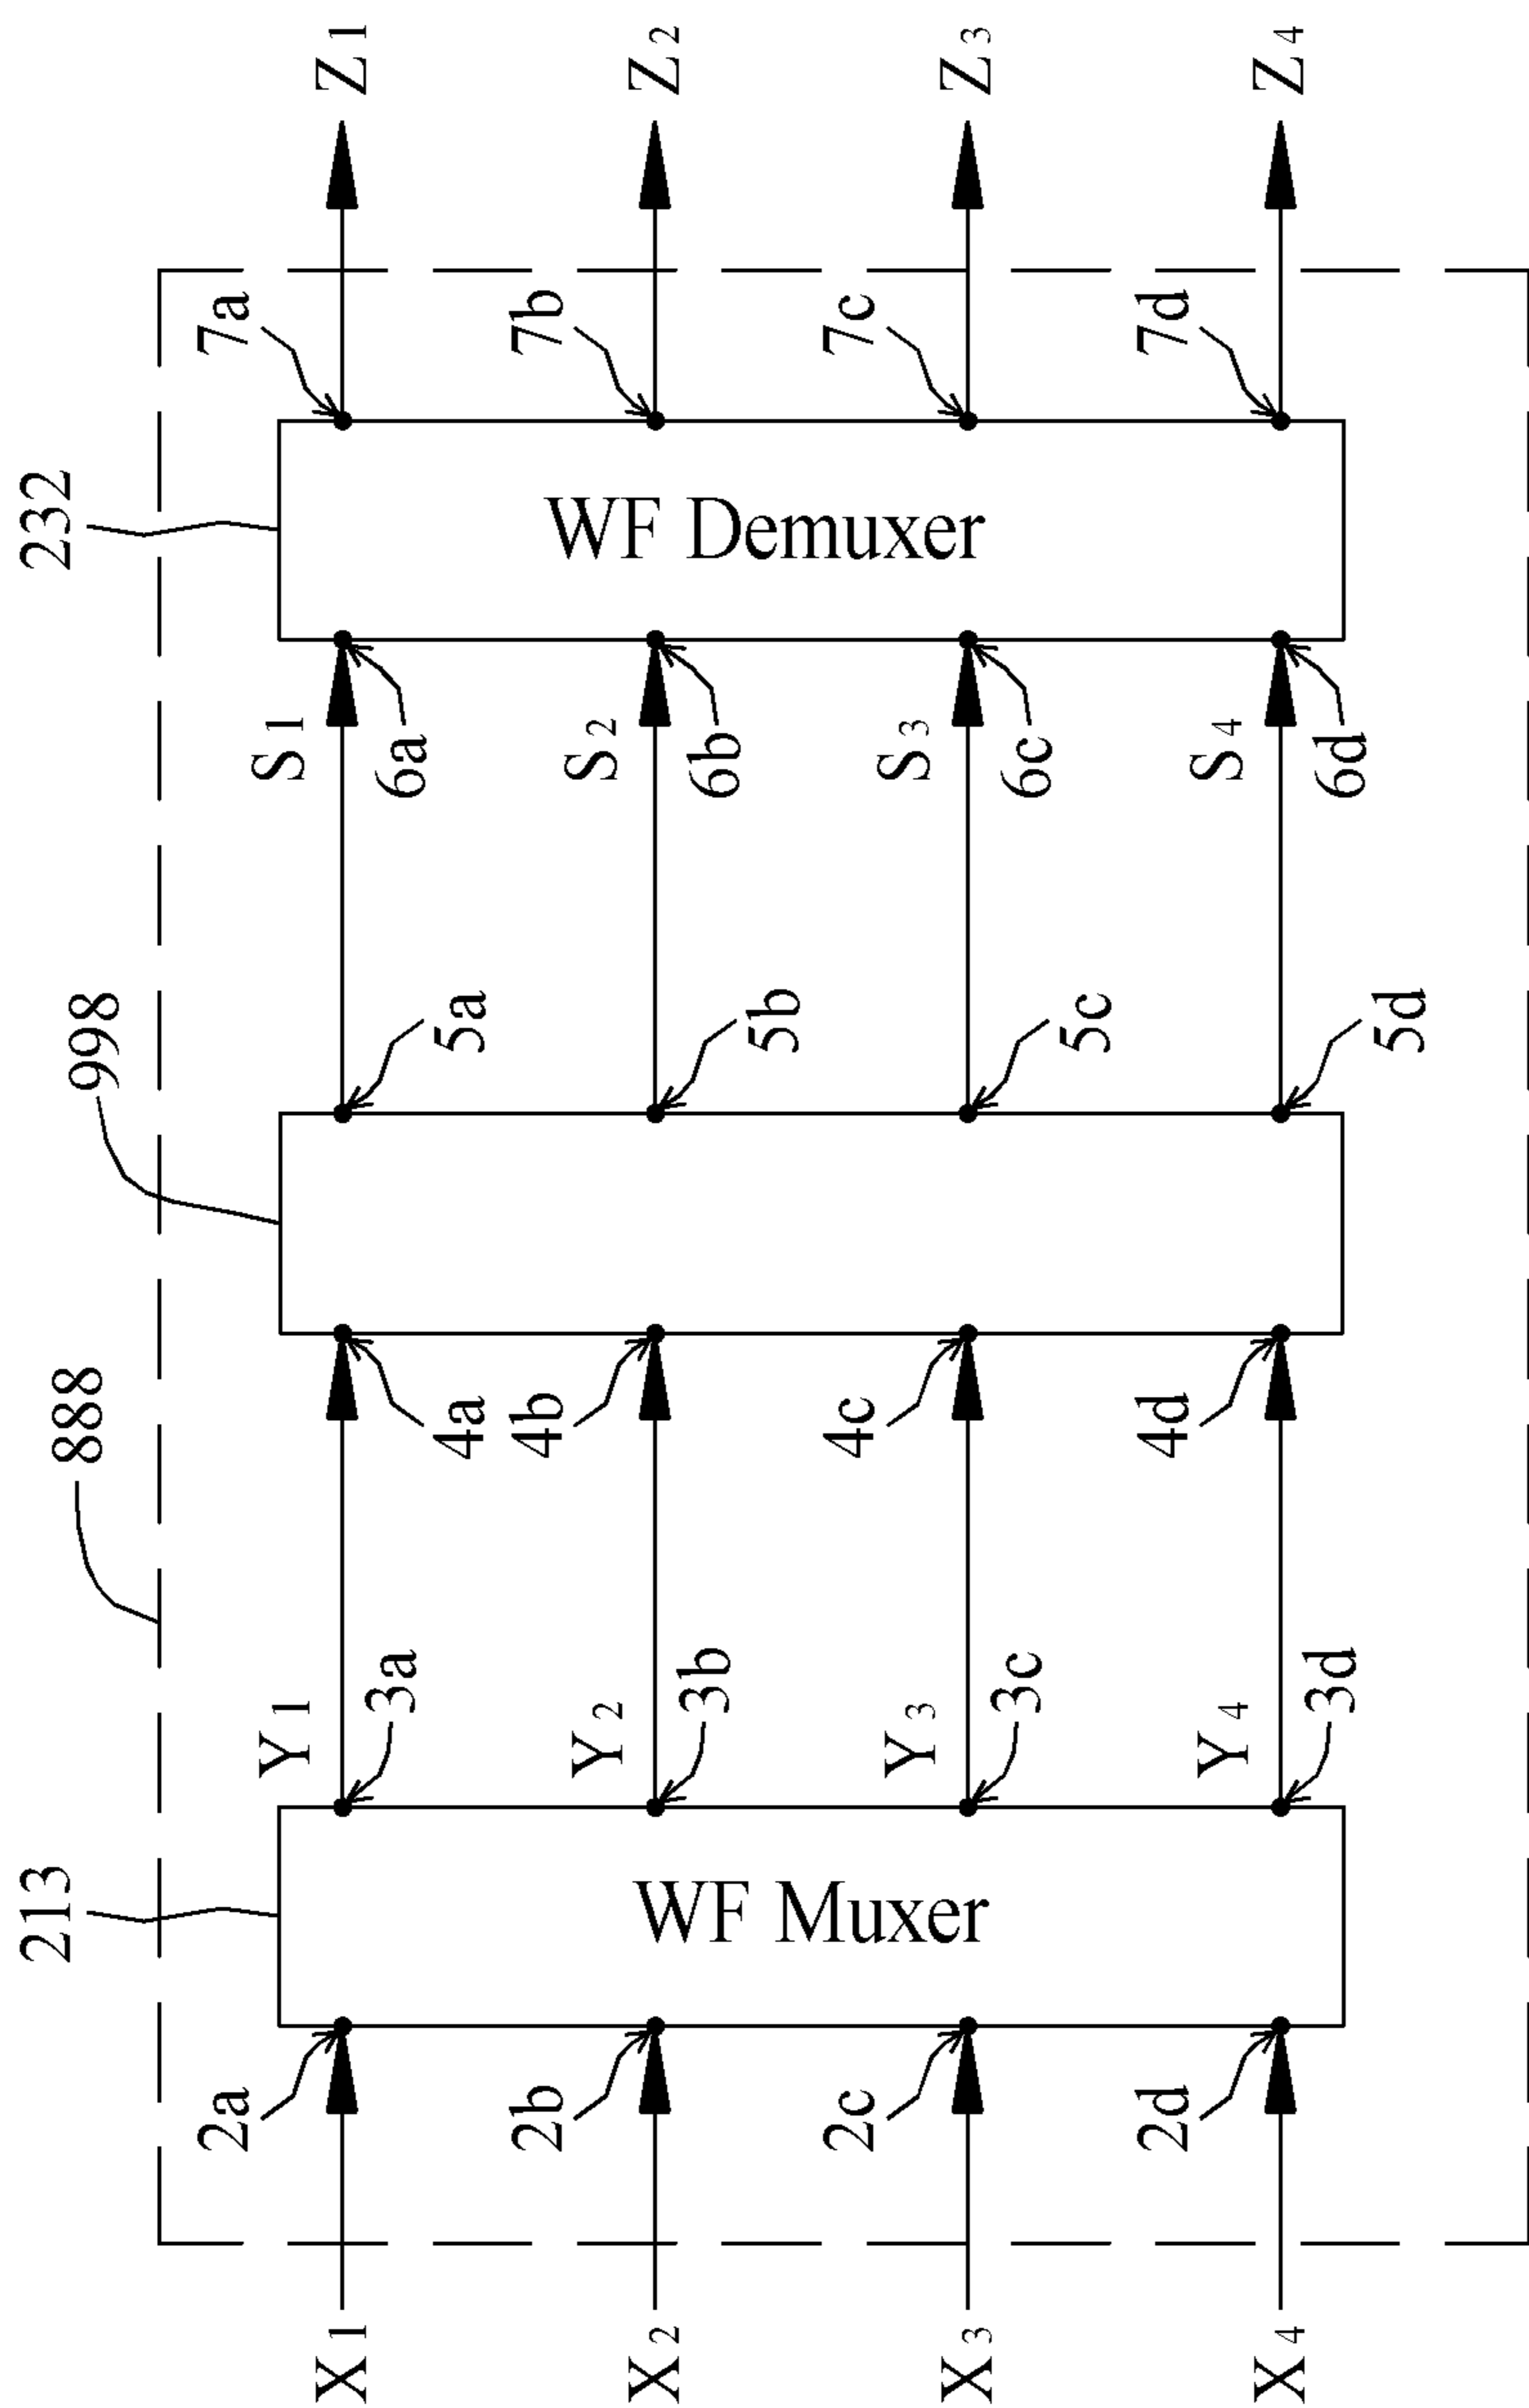 888
998
213
232
X1
2a
Y1
3a
4a
5a
S1
6a
7a
Z1
X2
2b
Y2
3b
4b
5b
S2
6b
7b
Z2
WF Muxer
WF Demuxer
X3
2c
Y3
3c
4c
5c
S3
6c
7c
Z3
X4
2d
Y4
3d
4d
5d
S4
6d
7d
Z4